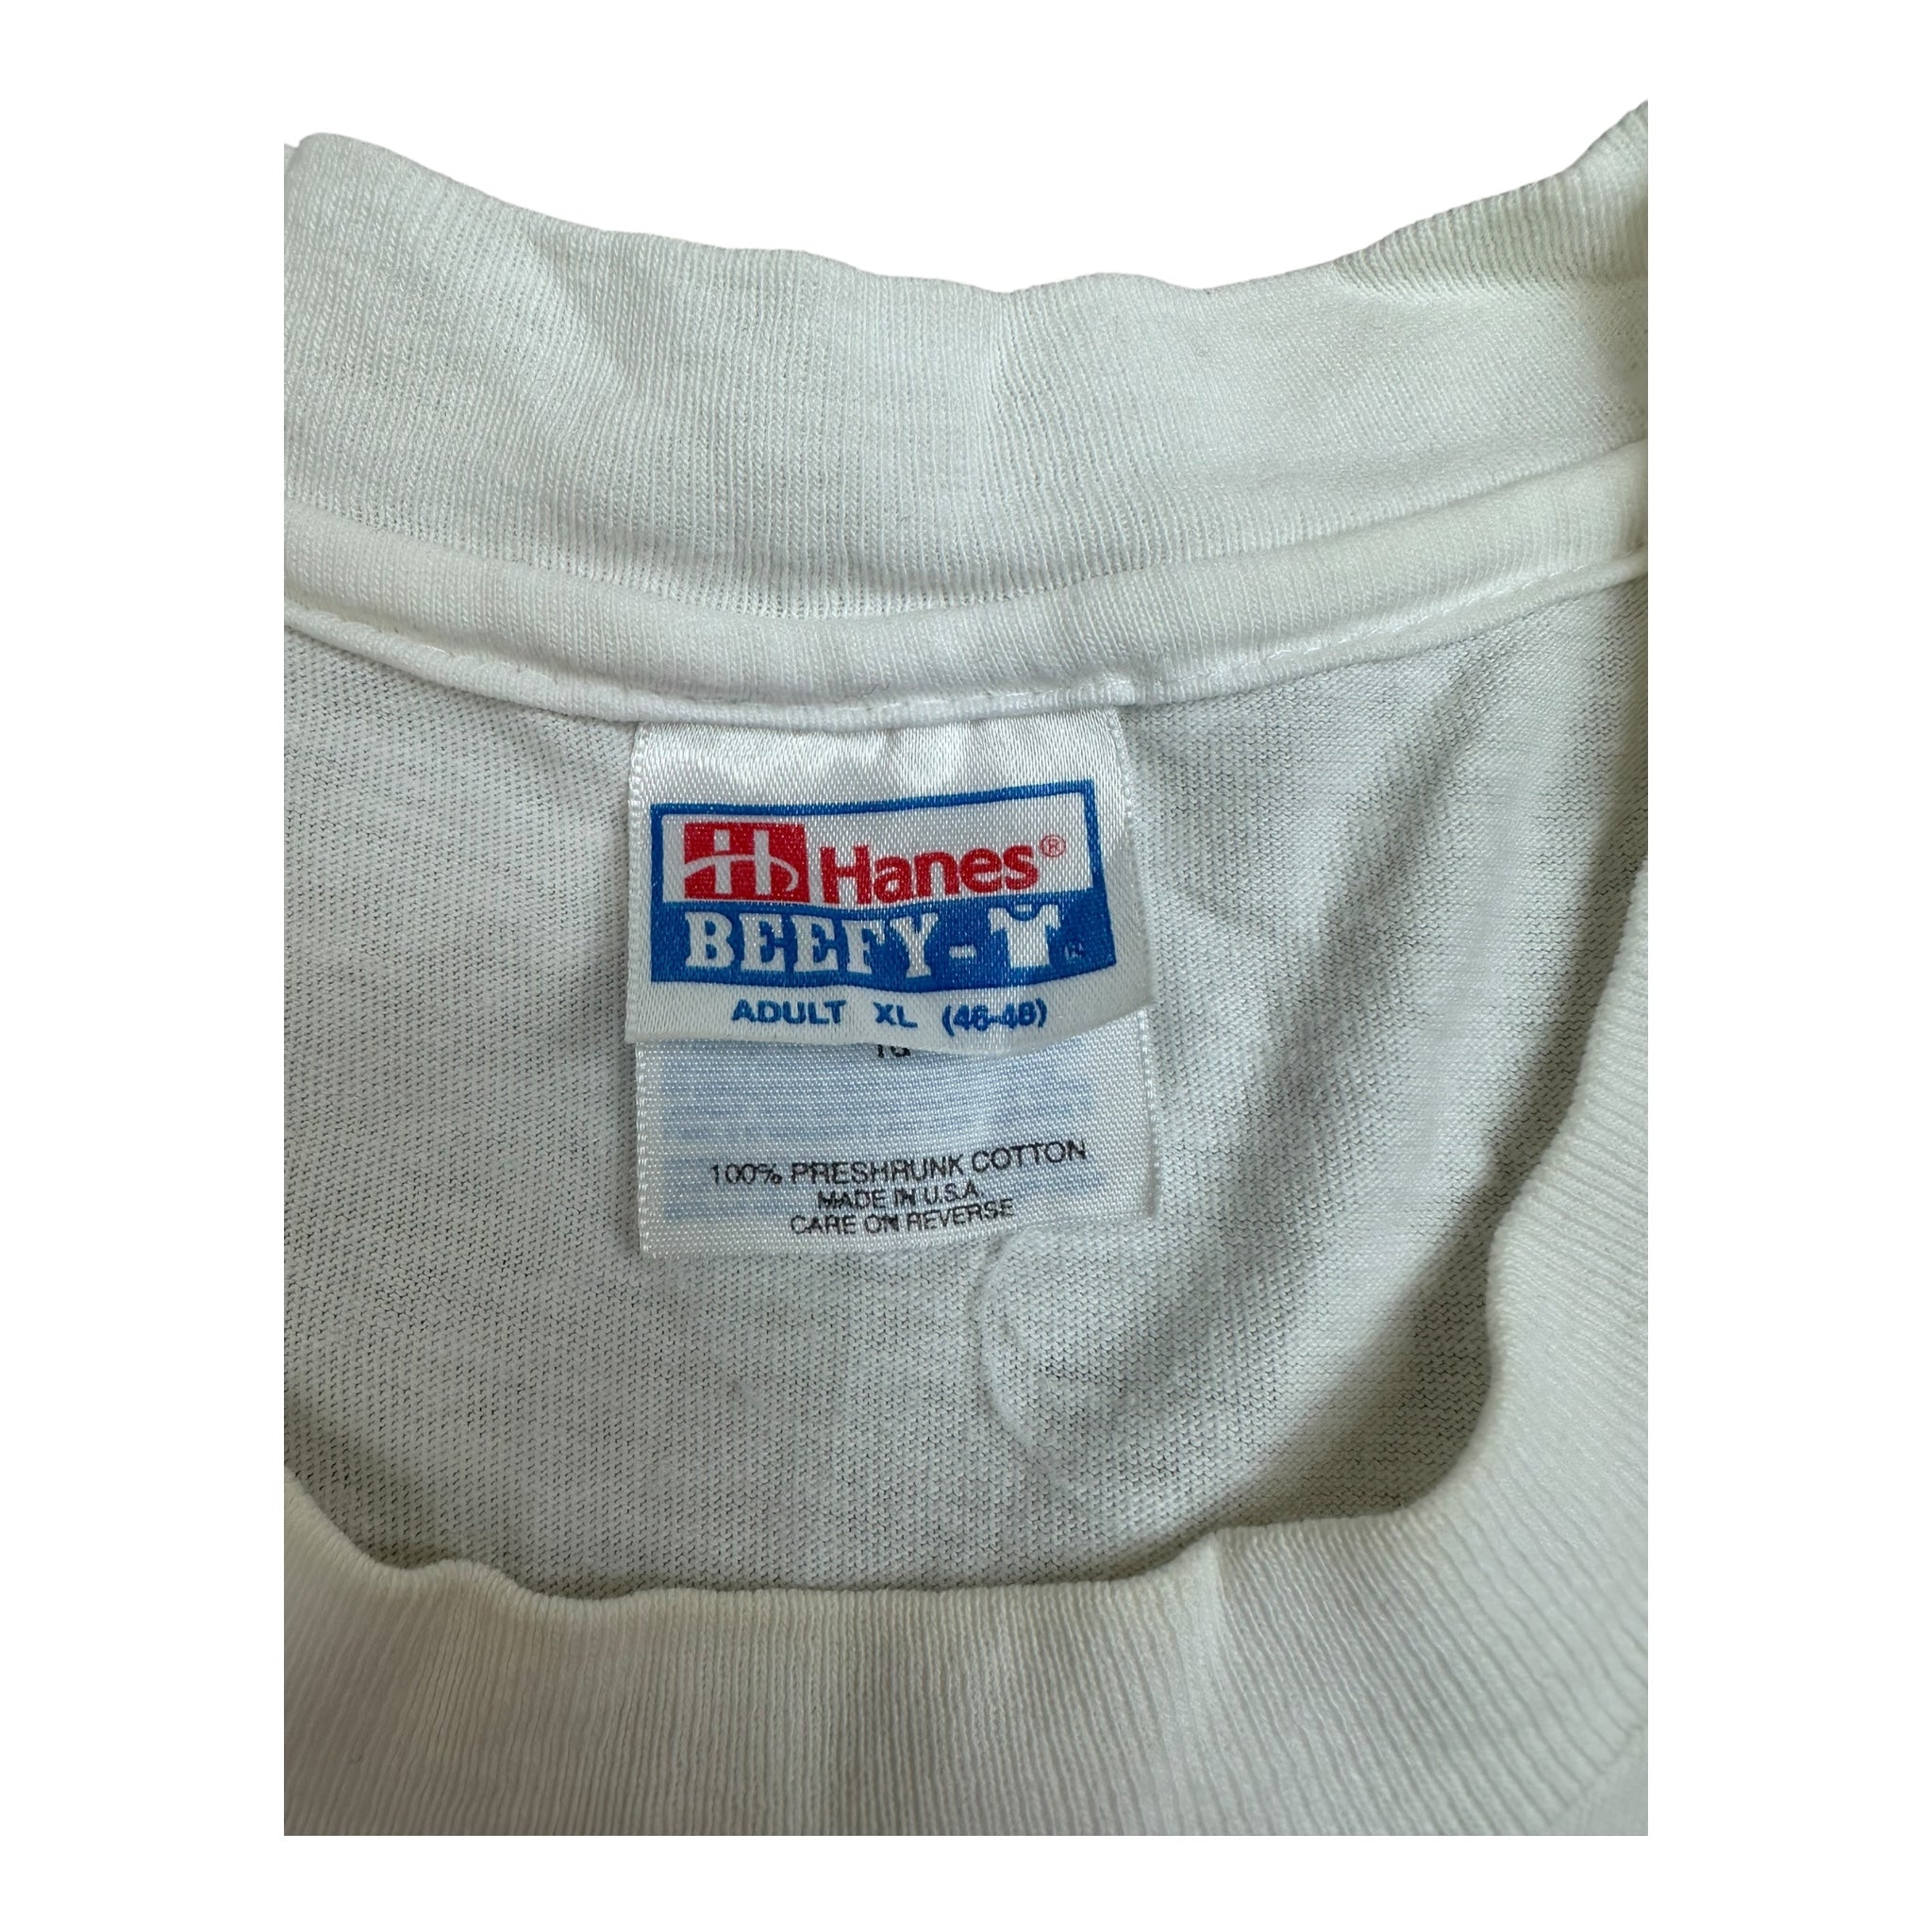 H Hanes®
BEEFY-T®
ADULT XL (46-48)
100% PRESHRUNK COTTON
MADE IN U.S.A.
CARE ON REVERSE